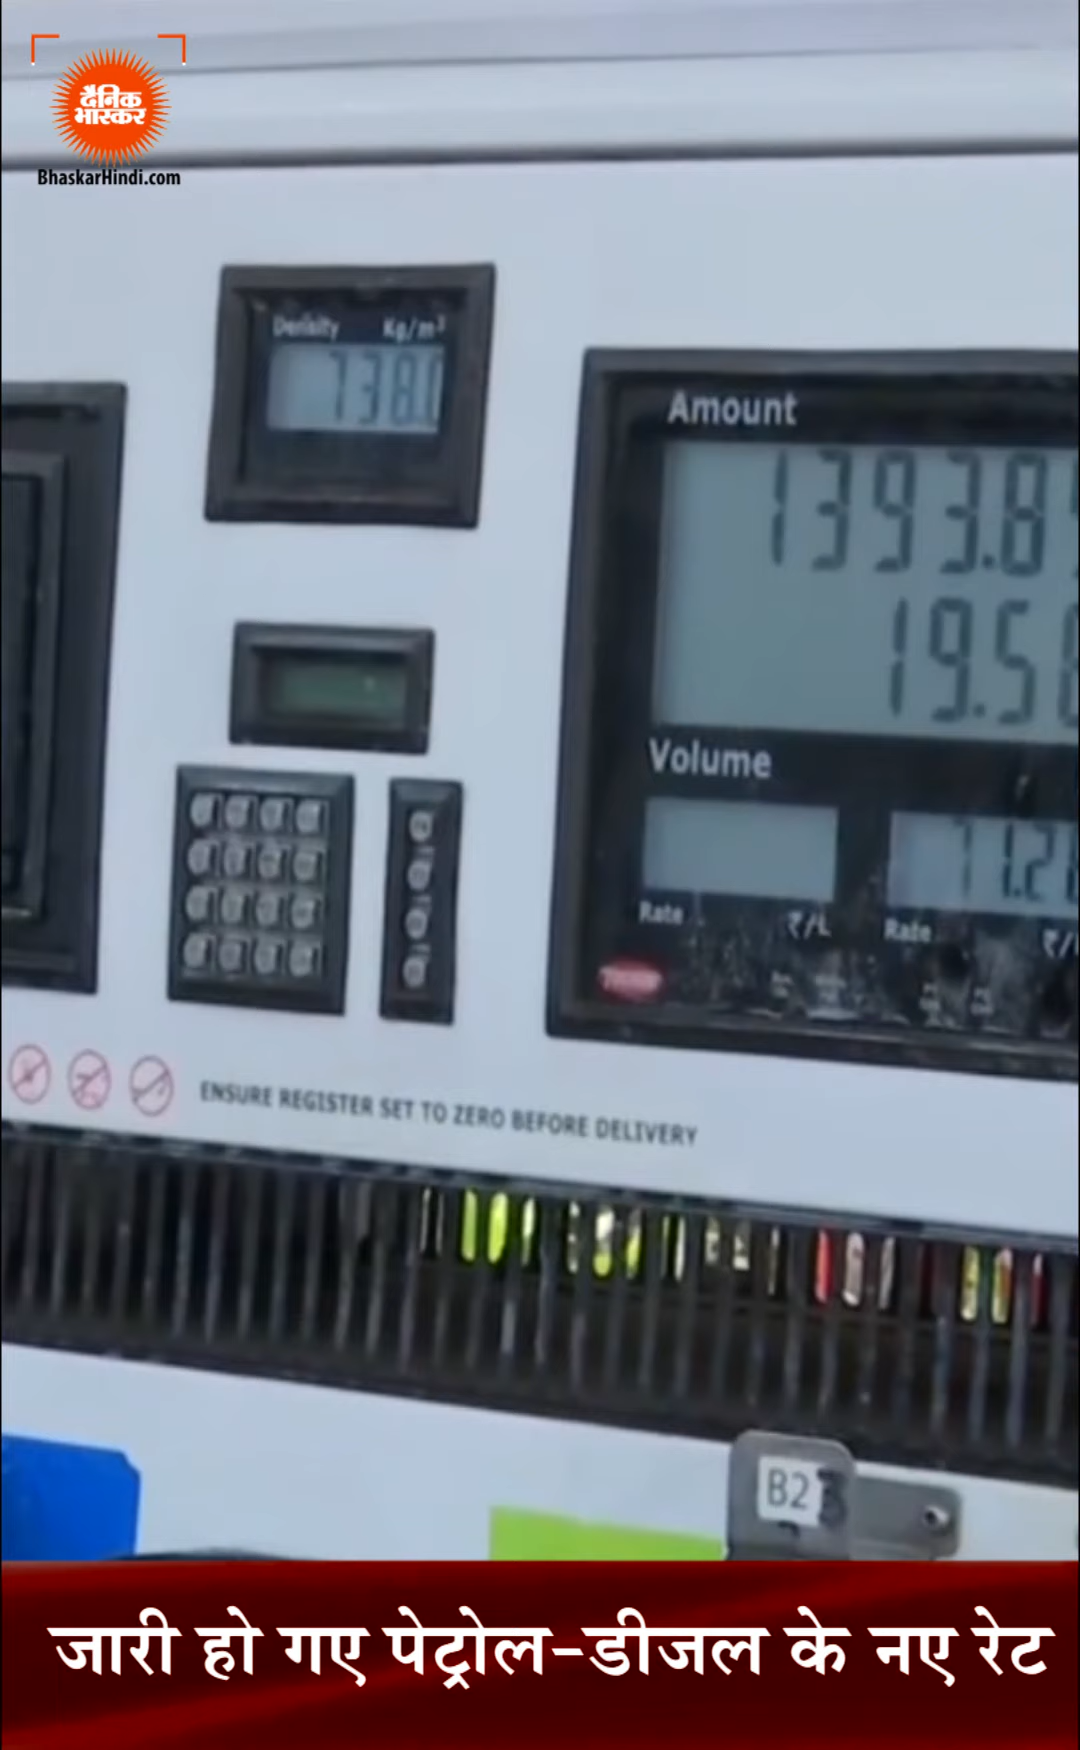 दैनिक
भास्कर
BhaskarHindi.com
Density Kg/m³
738.0
Amount
1393.8
19.5
Volume
71.2
Rate ₹/L Rate ₹/
ENSURE REGISTER SET TO ZERO BEFORE DELIVERY
B2
जारी हो गए पेट्रोल-डीजल के नए रेट